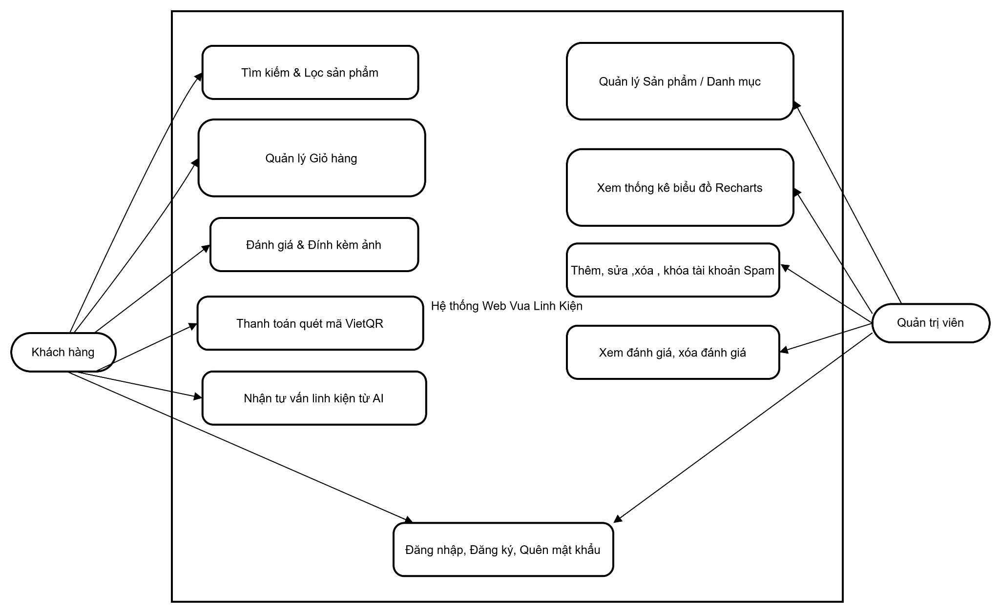 Tìm kiếm & Lọc sản phẩm
Quản lý Sản phẩm / Danh mục
Quản lý Giỏ hàng
Xem thống kê biểu đồ Recharts
Đánh giá & Đính kèm ảnh
Thêm, sửa ,xóa , khóa tài khoản Spam
Hệ thống Web Vua Linh Kiện
Thanh toán quét mã VietQR
Quản trị viên
Khách hàng
Xem đánh giá, xóa đánh giá
Nhận tư vấn linh kiện từ AI
Đăng nhập, Đăng ký, Quên mật khẩu